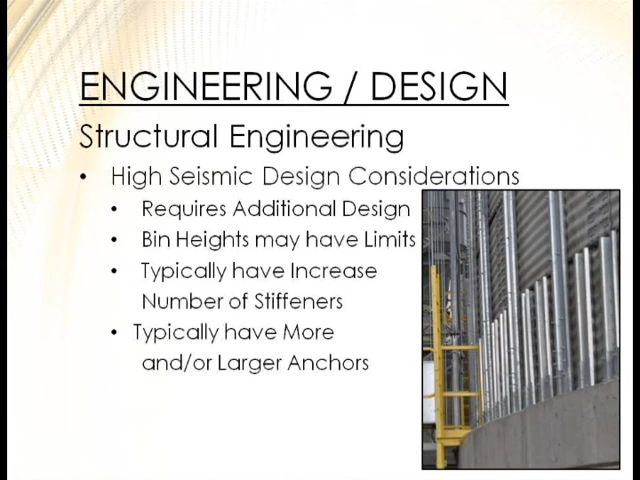 ENGINEERING / DESIGN
Structural Engineering
• High Seismic Design Considerations
• Requires Additional Design
• Bin Heights may have Limits
• Typically have Increase
Number of Stiffeners
• Typically have More
and/or Larger Anchors